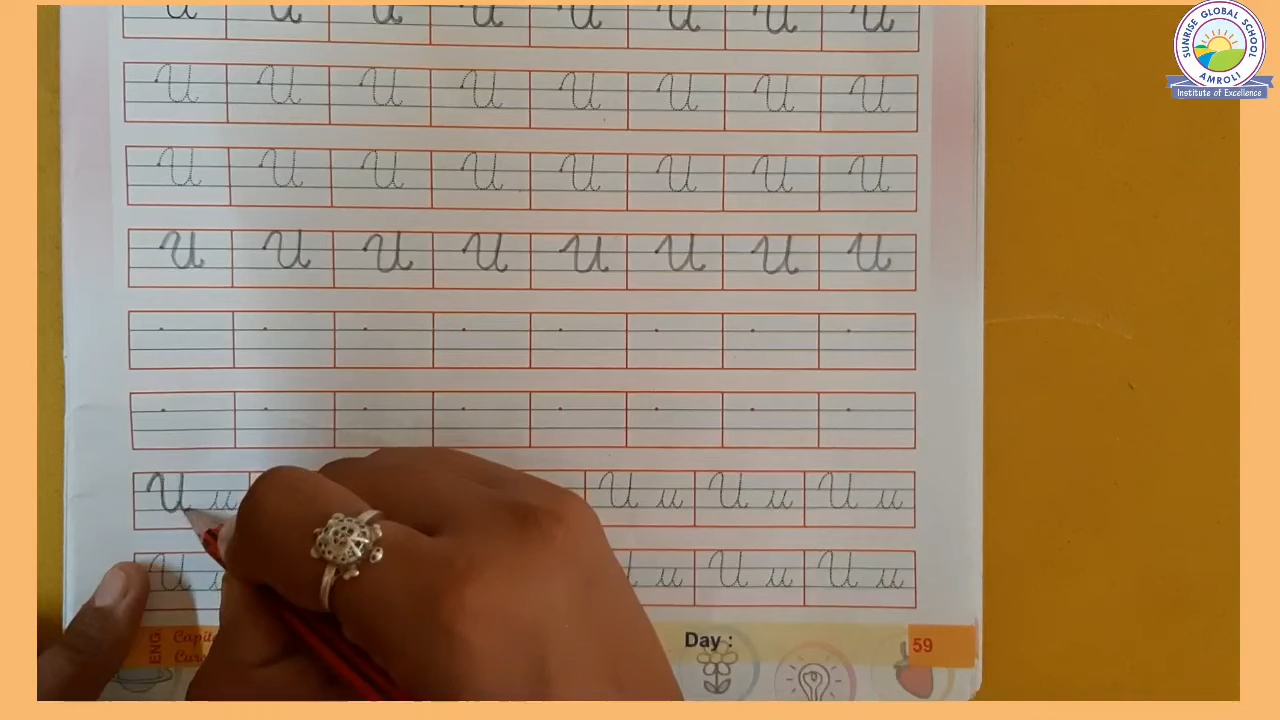 SUNRISE GLOBAL SCHOOL
AMROLI
Institute of Excellence
U U U U U U U U
U U U U U U U U
U U U U U U U U
U U U U U U U U
U u U u U u U u
U u U u U u
ENG
Day :
59